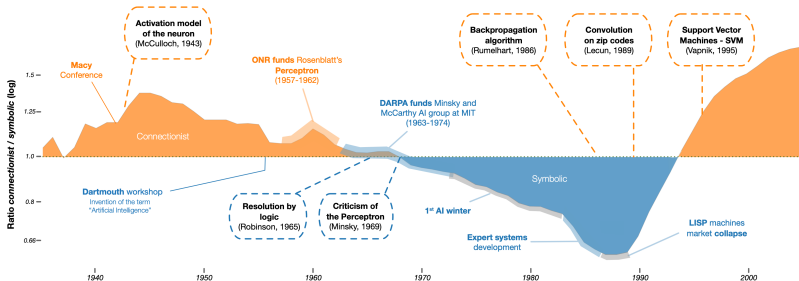 Activation model
of the neuron
(McCulloch, 1943)
Backpropagation
algorithm
(Rumelhart, 1986)
Convolution
on zip codes
(Lecun, 1989)
Support Vector
Machines - SVM
(Vapnik, 1995)
Macy
Conference
ONR funds Rosenblatt's
Perceptron
(1957-1962)
DARPA funds Minsky and
McCarthy AI group at MIT
(1963-1974)
Ratio connectionist / symbolic (log)
1.5
1.25
1.0
0.8
0.66
Connectionist
Symbolic
Dartmouth workshop
Invention of the term
"Artificial Intelligence"
Resolution by
logic
(Robinson, 1965)
Criticism of
the Perceptron
(Minsky, 1969)
1st AI winter
Expert systems
development
LISP machines
market collapse
1940
1950
1960
1970
1980
1990
2000